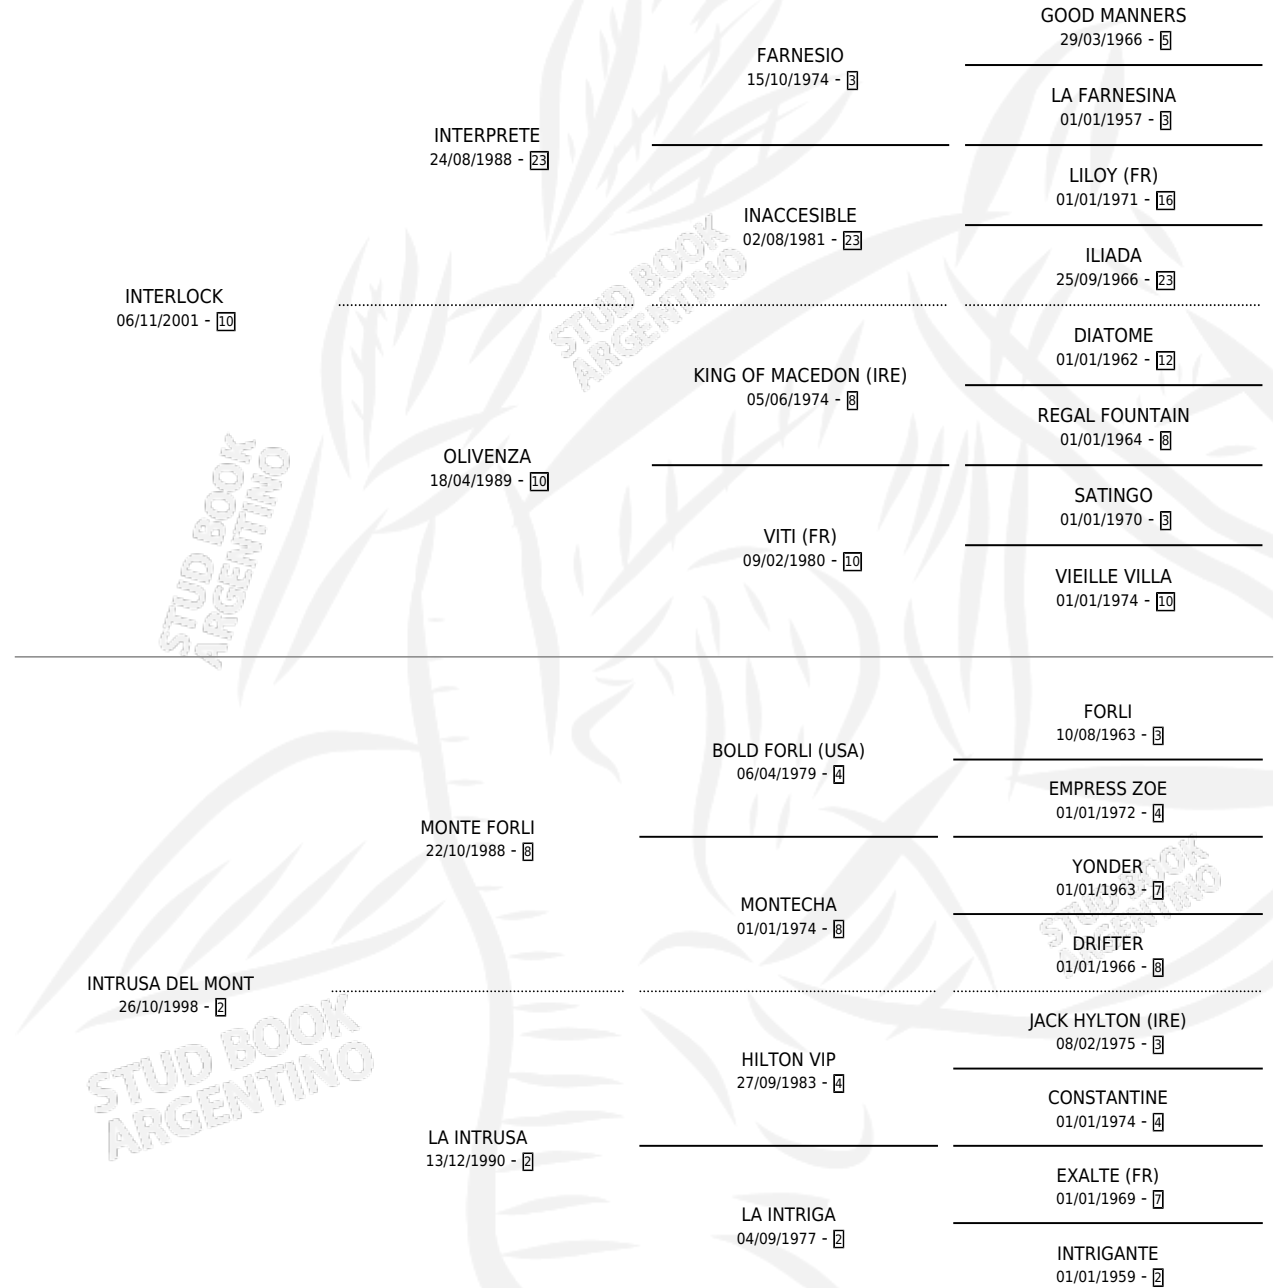 GOOD MANNERS
29/03/1966 - 5
FARNESIO
15/10/1974 - 3
LA FARNESINA
01/01/1957 - 3
INTERPRETE
24/08/1988 - 23
LILOY (FR)
01/01/1971 - 16
INACCESIBLE
02/08/1981 - 23
ILIADA
25/09/1966 - 23
INTERLOCK
06/11/2001 - 10
STUD BOOK
ARGENTINO
DIATOME
01/01/1962 - 12
KING OF MACEDON (IRE)
05/06/1974 - 8
REGAL FOUNTAIN
01/01/1964 - 8
OLIVENZA
18/04/1989 - 10
SATINGO
01/01/1970 - 3
VITI (FR)
09/02/1980 - 10
VIEILLE VILLA
01/01/1974 - 10
STUD BOOK
ARGENTINO
FORLI
10/08/1963 - 3
BOLD FORLI (USA)
06/04/1979 - 4
EMPRESS ZOE
01/01/1972 - 4
MONTE FORLI
22/10/1988 - 8
YONDER
01/01/1963 - 7
MONTECHA
01/01/1974 - 8
STUD BOOK
ARGENTINO
DRIFTER
01/01/1966 - 8
INTRUSA DEL MONT
26/10/1998 - 2
STUD BOOK
ARGENTINO
JACK HYLTON (IRE)
08/02/1975 - 3
HILTON VIP
27/09/1983 - 4
CONSTANTINE
01/01/1974 - 4
LA INTRUSA
13/12/1990 - 2
EXALTE (FR)
01/01/1969 - 7
LA INTRIGA
04/09/1977 - 2
INTRIGANTE
01/01/1959 - 2